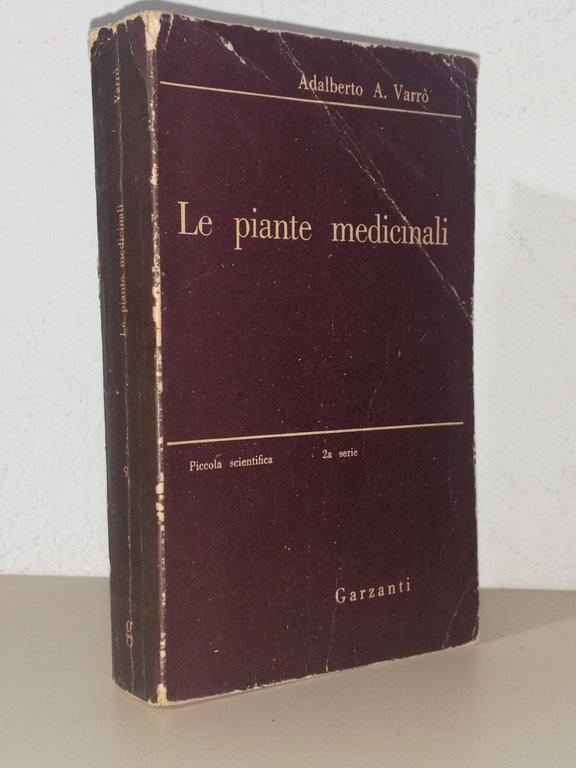 Adalberto A. Varrò
Le piante medicinali
Piccola scientifica 2a serie
Garzanti
Varrò
Le piante medicinali